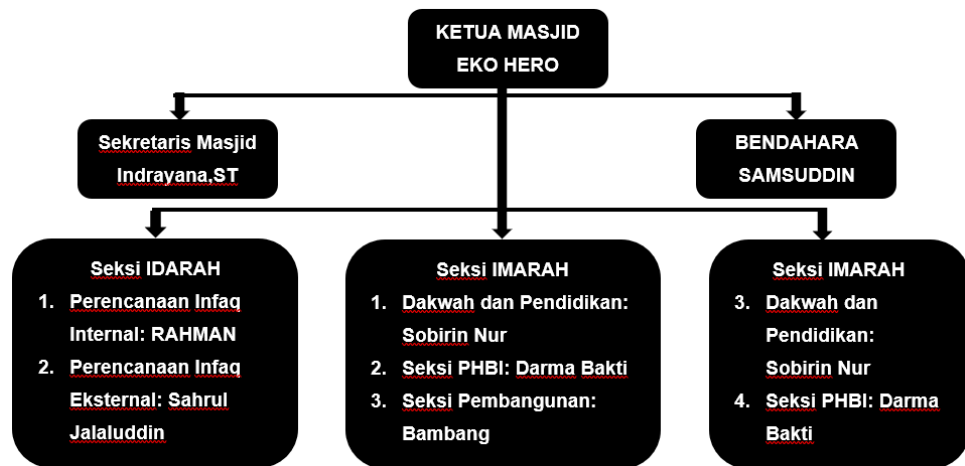 KETUA MASJID
EKO HERO
Sekretaris Masjid
Indrayana,ST
BENDAHARA
SAMSUDDIN
Seksi IDARAH
1. Perencanaan Infaq
Internal: RAHMAN
2. Perencanaan Infaq
Eksternal: Sahrul
Jalaluddin
Seksi IMARAH
1. Dakwah dan Pendidikan:
Sobirin Nur
2. Seksi PHBI: Darma Bakti
3. Seksi Pembangunan:
Bambang
Seksi IMARAH
3. Dakwah dan
Pendidikan:
Sobirin Nur
4. Seksi PHBI: Darma
Bakti